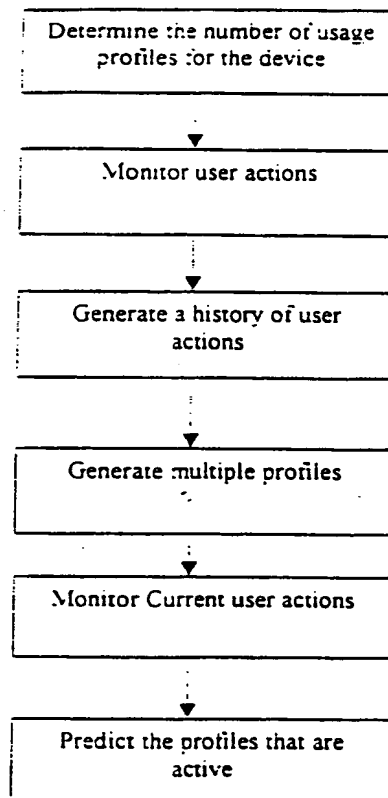 Determine the number of usage
profiles for the device
Monitor user actions
Generate a history of user
actions
Generate multiple profiles
Monitor Current user actions
Predict the profiles that are
active